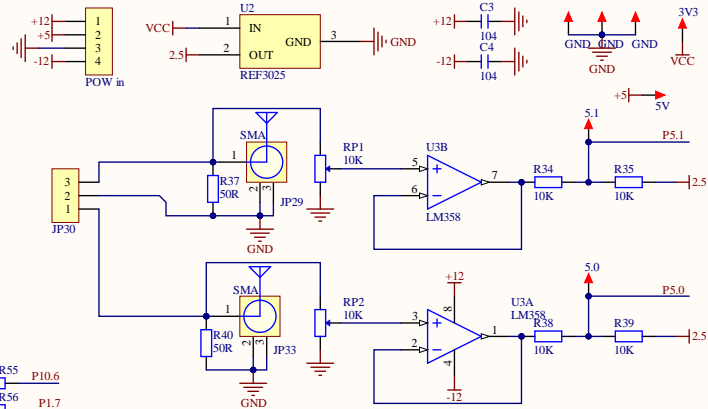 +12
1
+5
2
3
-12
4
POW in
U2
VCC
1
IN
2.5
2
OUT
GND
3
GND
REF3025
C3
+12
104
C4
-12
104
GND
GND
GND
GND
3V3
VCC
+5
5V
SMA
1
R37
50R
2
3
JP29
GND
3
2
1
JP30
RP1
10K
U3B
5
6
7
LM358
R34
10K
5.1
P5.1
R35
10K
2.5
SMA
1
R40
50R
2
3
JP33
GND
RP2
10K
+12
8
3
2
1
4
-12
U3A
LM358
R38
10K
5.0
P5.0
R39
10K
2.5
R55
P10.6
R56
P1.7